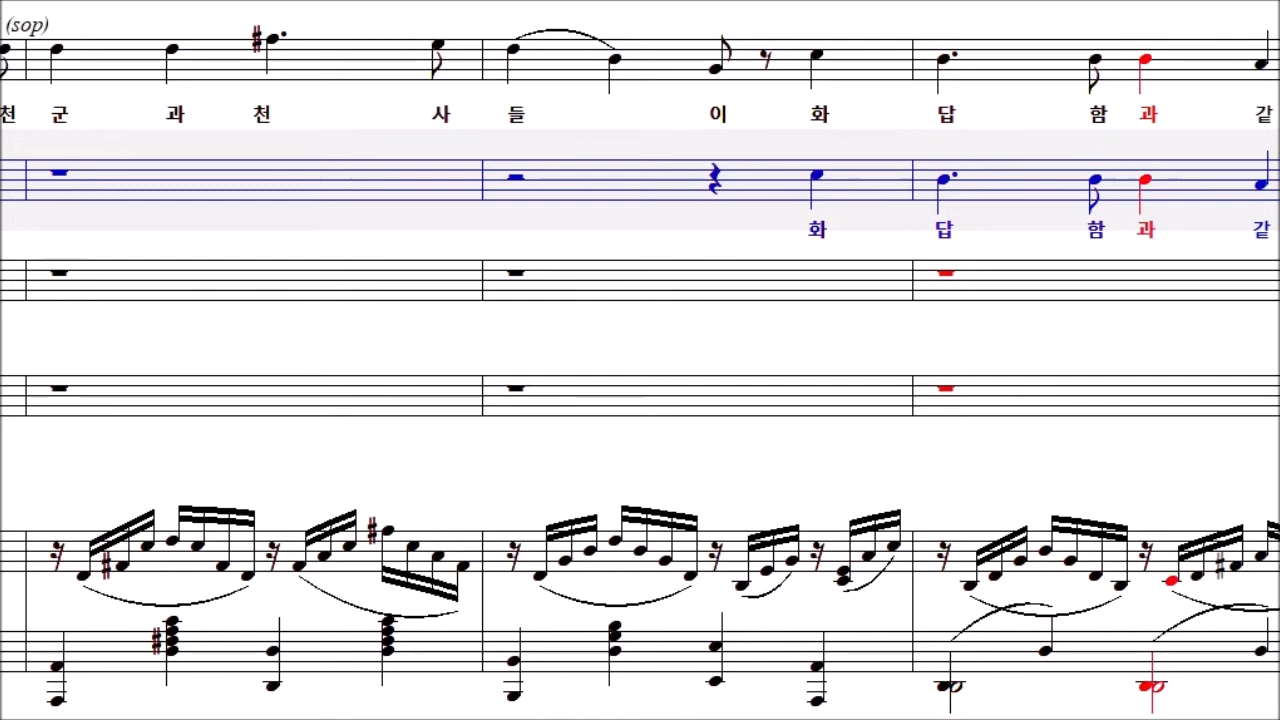 (sop)
천 군 과 천 사 들 이 화 답 함 과 같
화 답 함 과 같